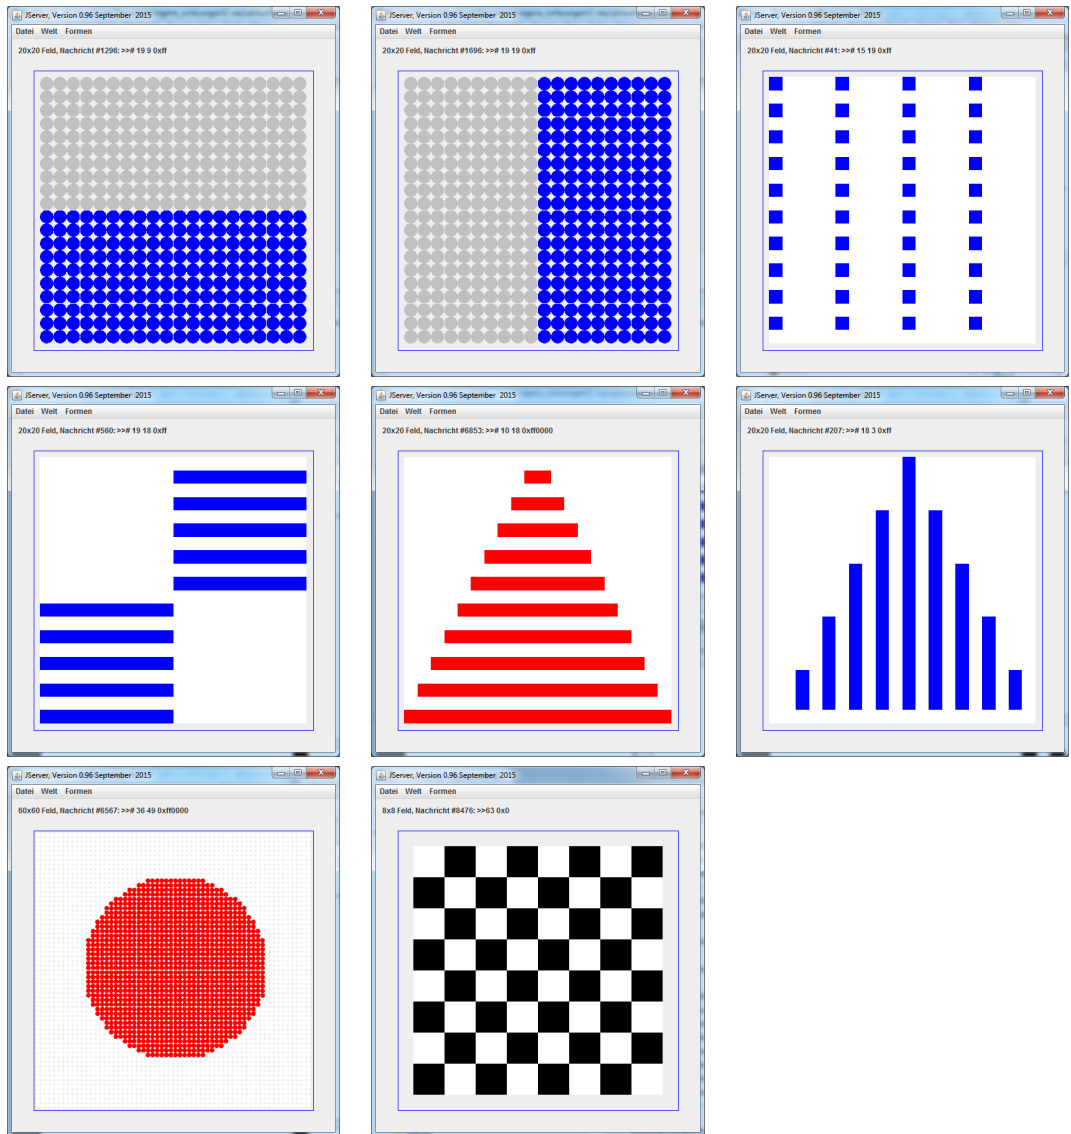 JServer, Version 0.96 September 2015
Datei Welt Formen
20x20 Feld, Nachricht #1296: >># 19 9 0xff
JServer, Version 0.96 September 2015
Datei Welt Formen
20x20 Feld, Nachricht #1696: >># 19 19 0xff
JServer, Version 0.96 September 2015
Datei Welt Formen
20x20 Feld, Nachricht #41: >># 15 19 0xff
JServer, Version 0.96 September 2015
Datei Welt Formen
20x20 Feld, Nachricht #560: >># 19 18 0xff
JServer, Version 0.96 September 2015
Datei Welt Formen
20x20 Feld, Nachricht #6853: >># 10 18 0xff0000
JServer, Version 0.96 September 2015
Datei Welt Formen
20x20 Feld, Nachricht #207: >># 18 3 0xff
JServer, Version 0.96 September 2015
Datei Welt Formen
60x60 Feld, Nachricht #6567: >># 36 49 0xff0000
JServer, Version 0.96 September 2015
Datei Welt Formen
8x8 Feld, Nachricht #8476: >>63 0x0